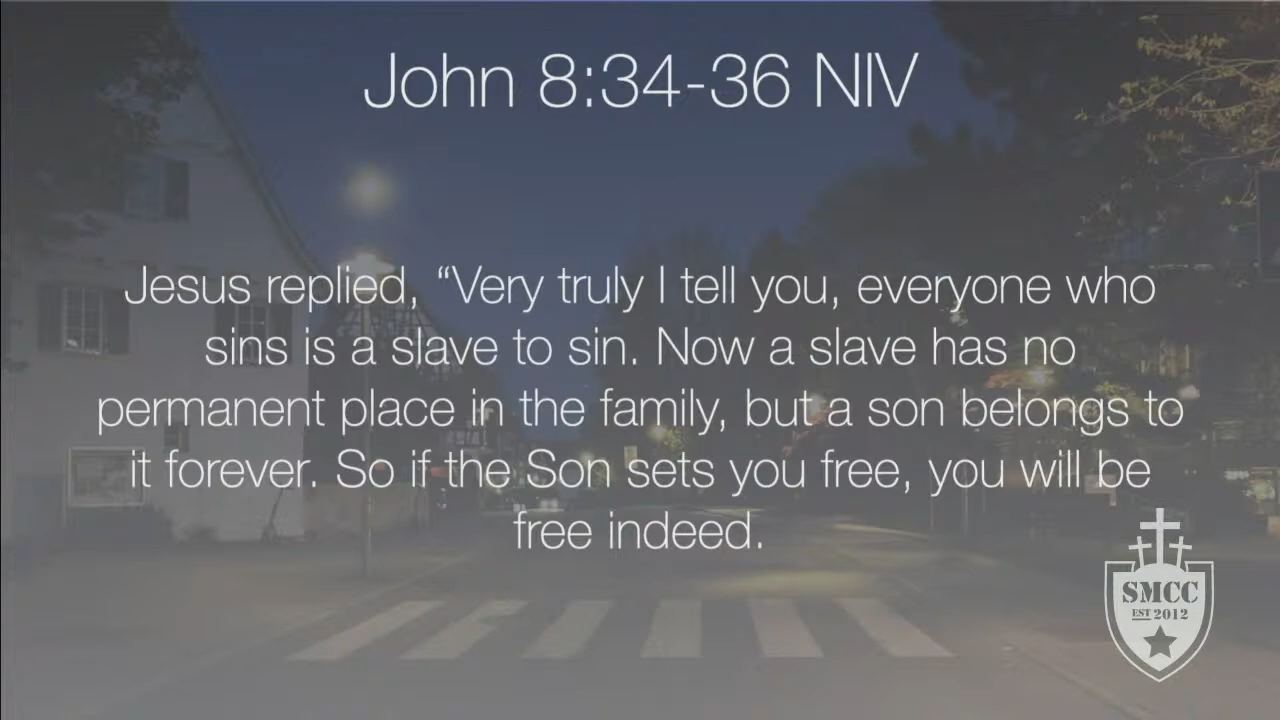 John 8:34-36 NIV
Jesus replied, “Very truly I tell you, everyone who
sins is a slave to sin. Now a slave has no
permanent place in the family, but a son belongs to
it forever. So if the Son sets you free, you will be
free indeed.
SMCC
EST 2012